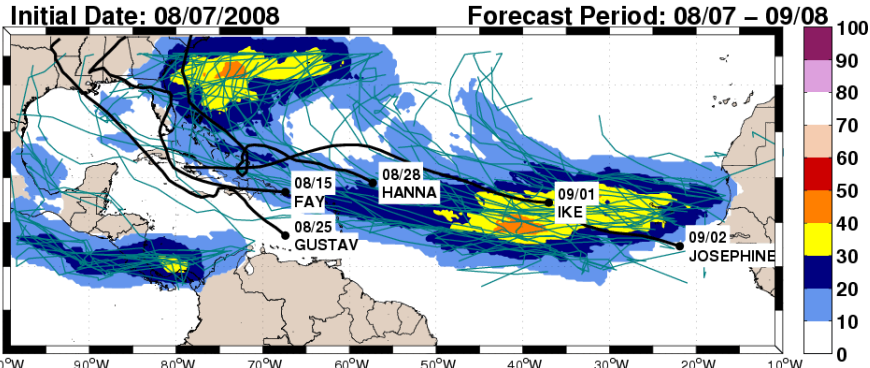 Initial Date: 08/07/2008
Forecast Period: 08/07 – 09/08
100
90
80
70
60
50
40
30
20
10
0
08/15
FAY
08/28
HANNA
09/01
IKE
08/25
GUSTAV
09/02
JOSEPHINE
90°W
80°W
70°W
60°W
50°W
40°W
30°W
20°W
10°W